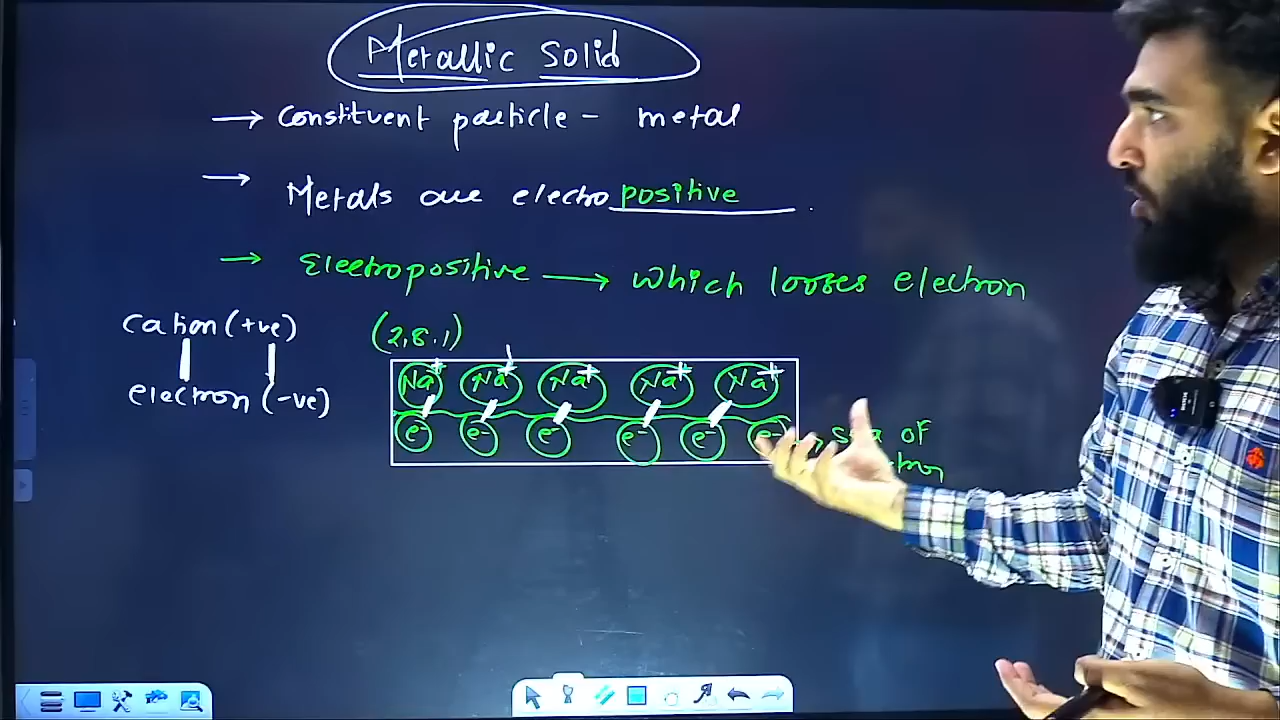 Metallic Solid
→ Constituent particle - metal
→ Metals are electropositive.
→ Electropositive → which looses electron
cation (+ve)
electron (-ve)
(2,8,1)
Na+ Na+ Na+ Na+ Na+
e- e- e- e- e- e-
sea of